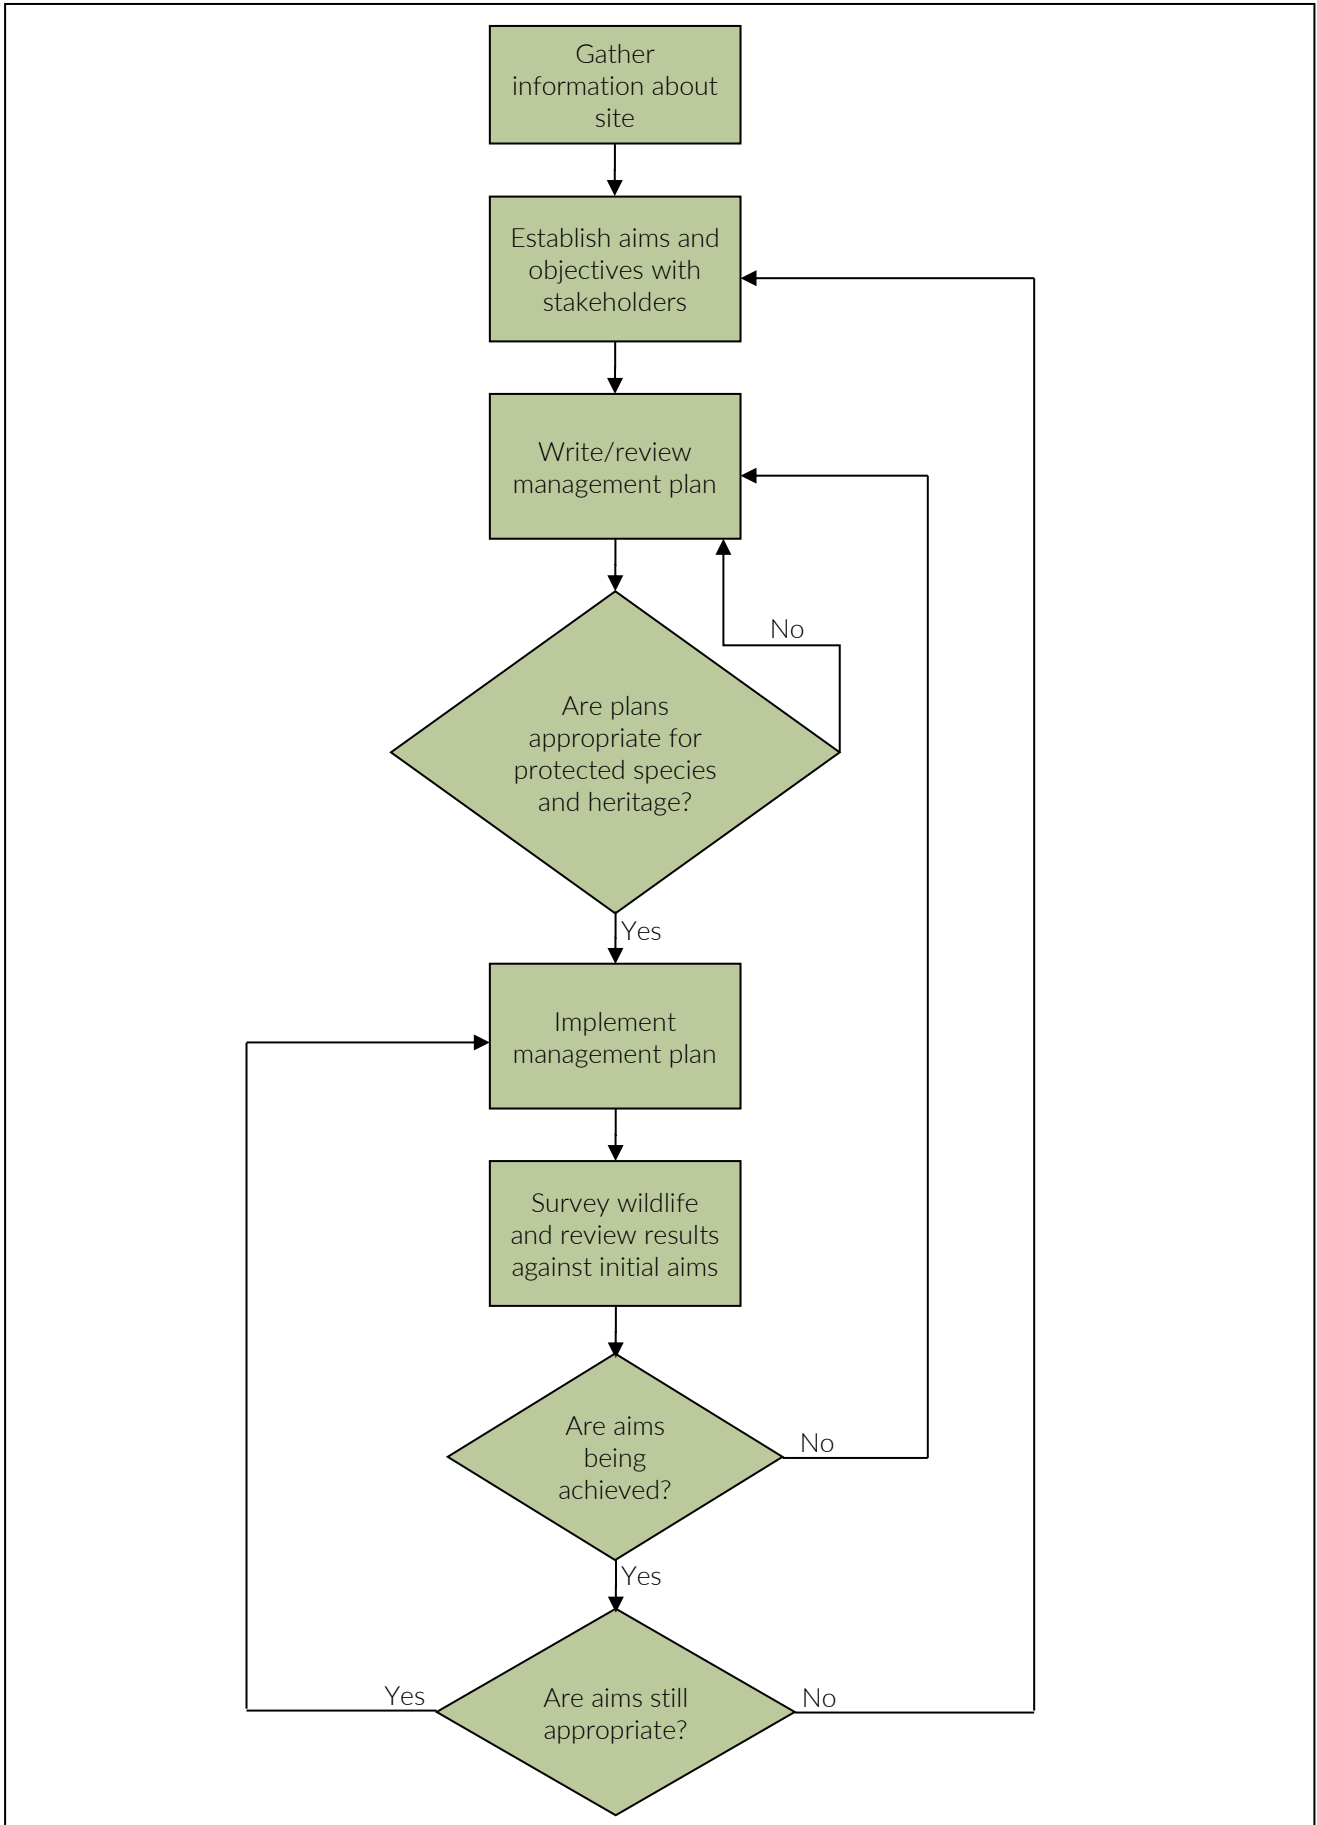 Gather
information about
site
Establish aims and
objectives with
stakeholders
Write/review
management plan
No
Are plans
appropriate for
protected species
and heritage?
Yes
Implement
management plan
Survey wildlife
and review results
against initial aims
Are aims
being
achieved?
No
Yes
Yes
Are aims still
appropriate?
No